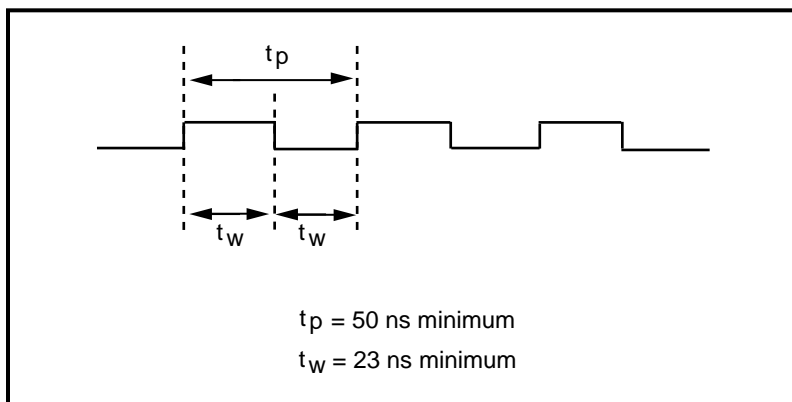 tp
tw tw
tp = 50 ns minimum
tw = 23 ns minimum